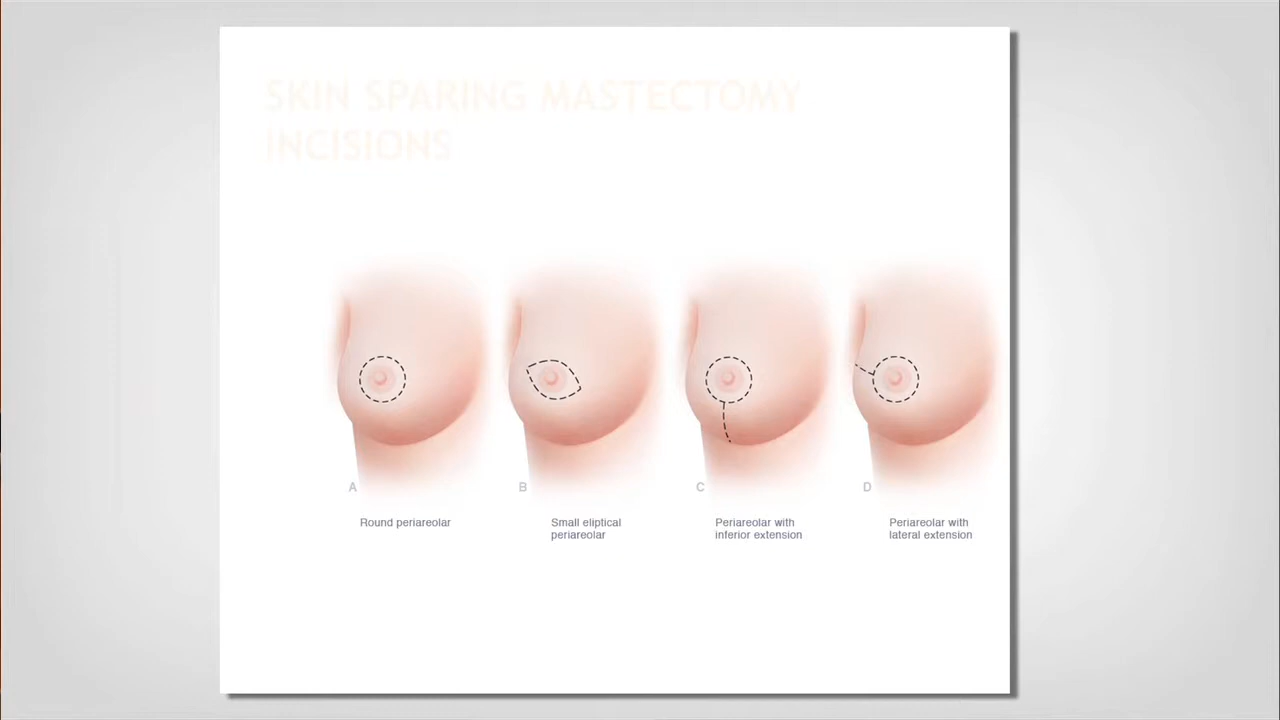 SKIN SPARING MASTECTOMY
INCISIONS
A
B
C
D
Round periareolar
Small eliptical
periareolar
Periareolar with
inferior extension
Periareolar with
lateral extension